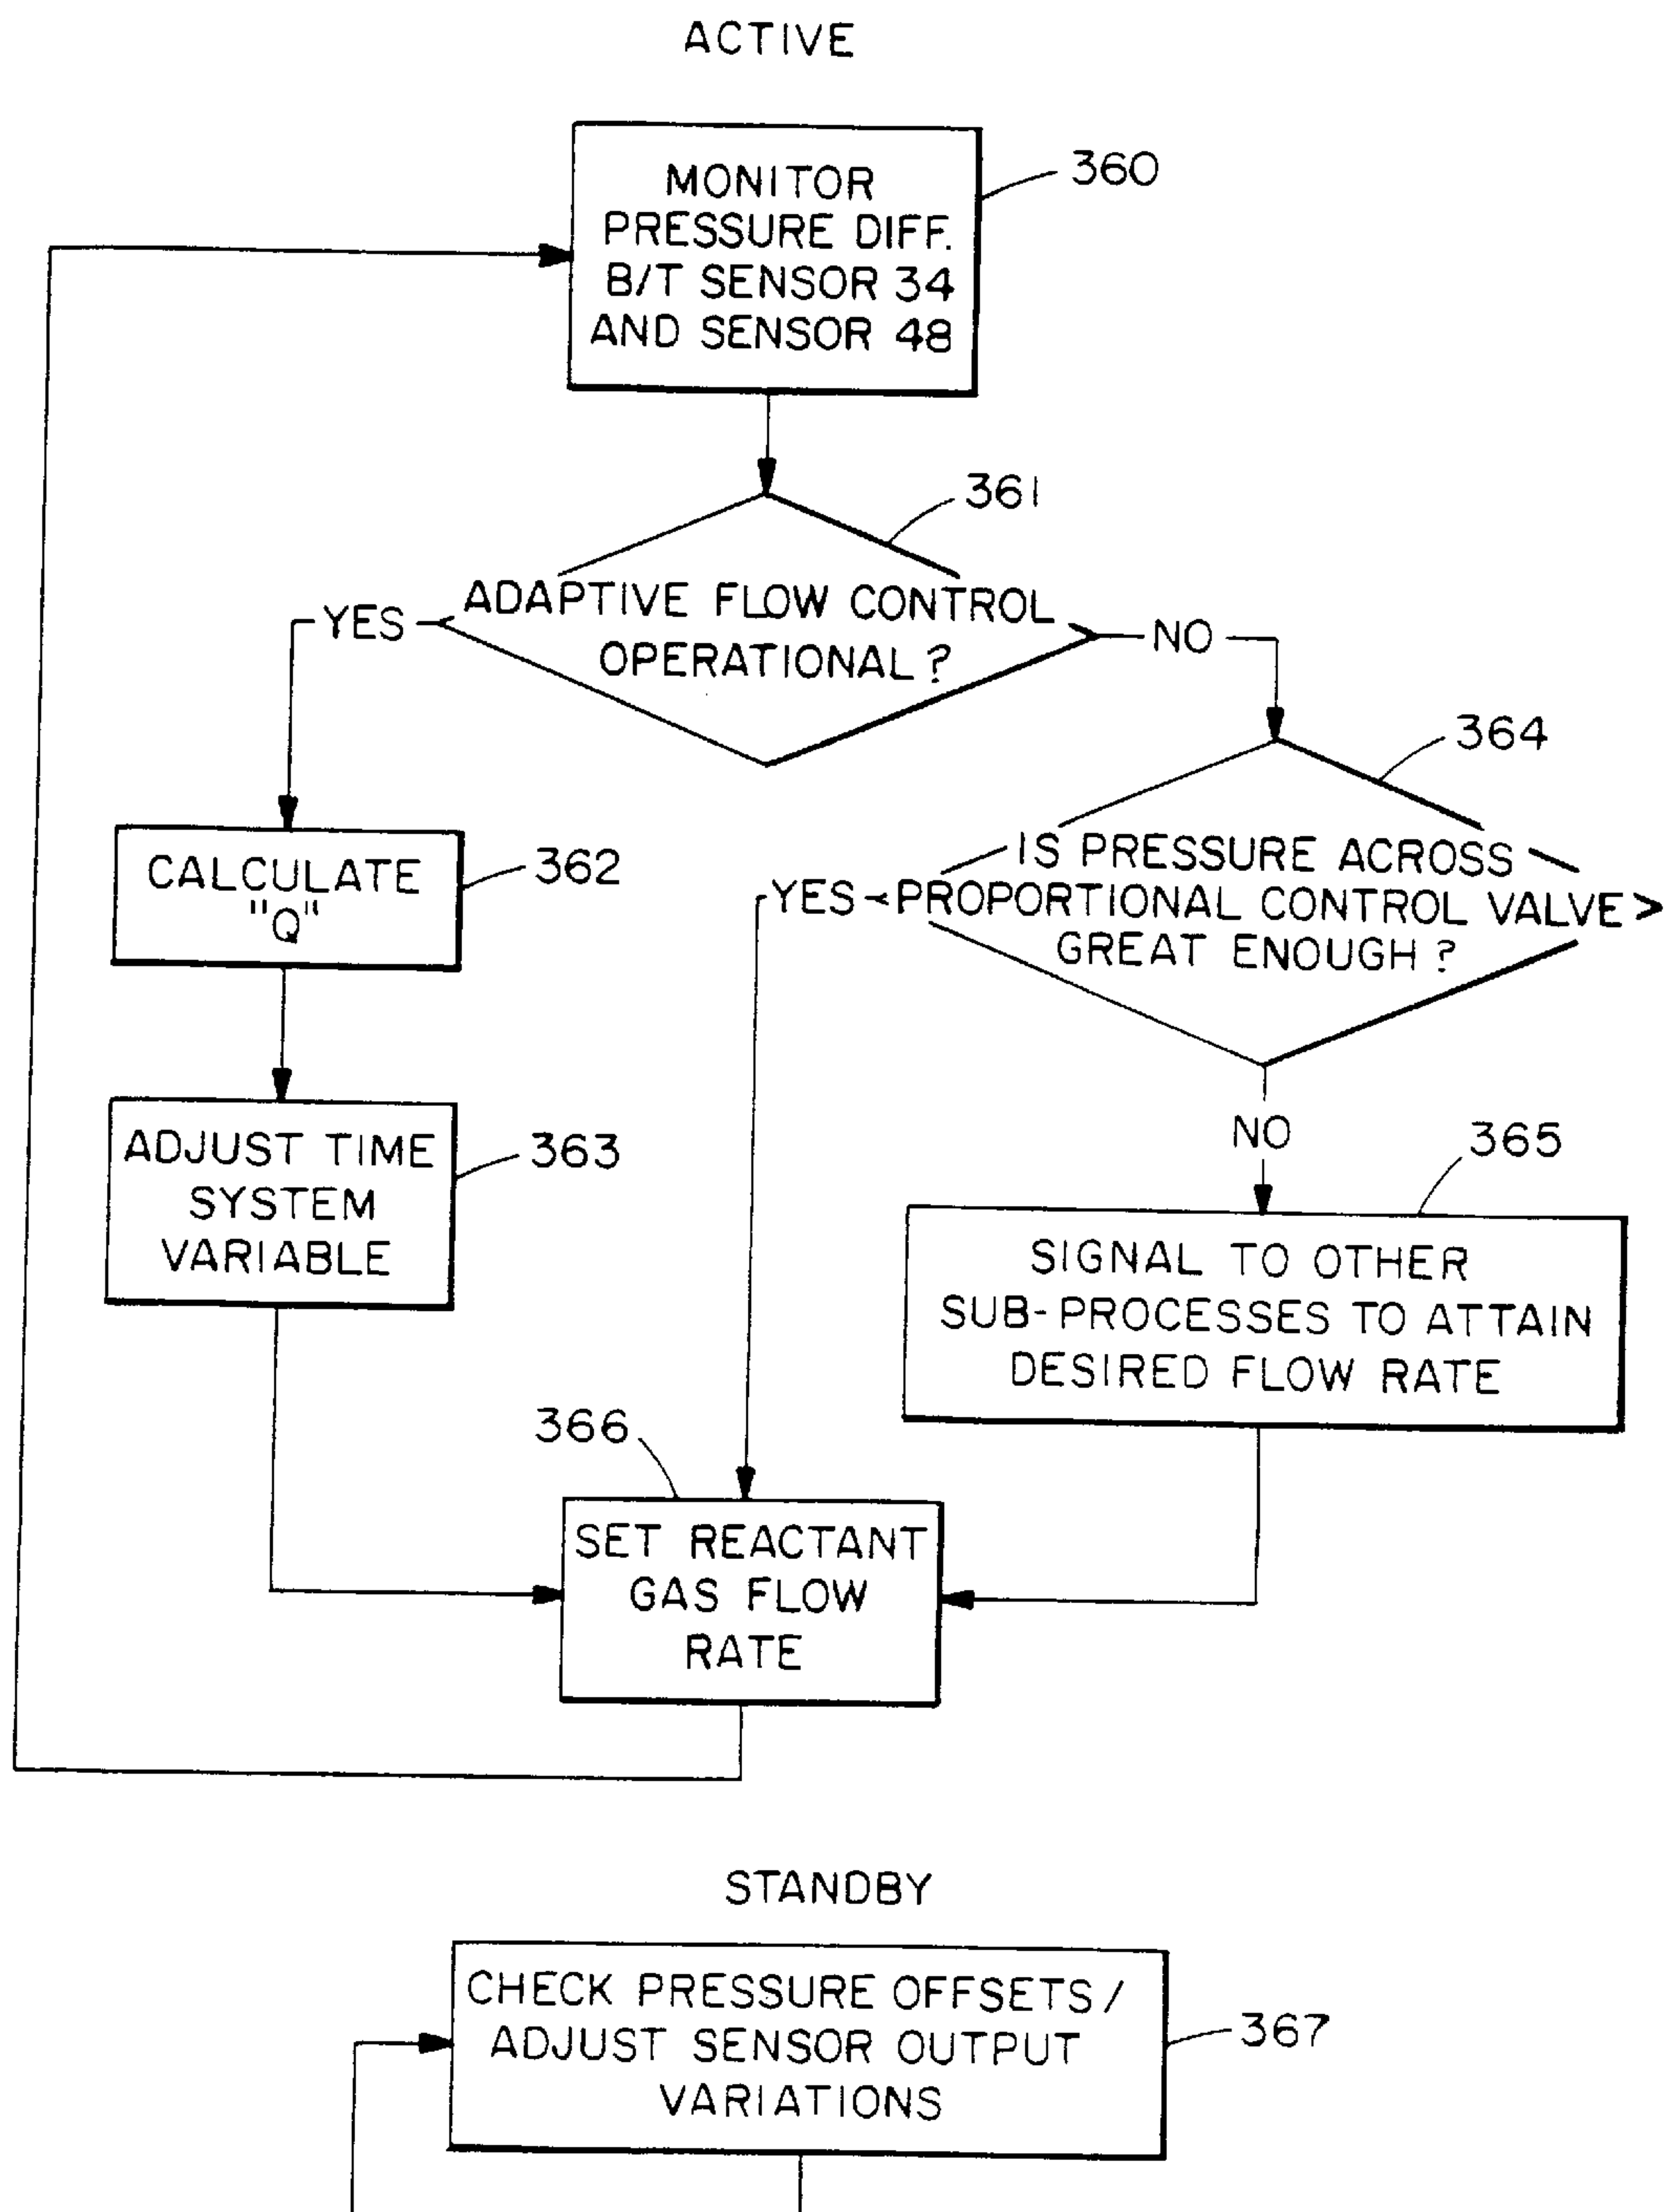 ACTIVE
MONITOR
PRESSURE DIFF.
B/T SENSOR 34
AND SENSOR 48
360
361
ADAPTIVE FLOW CONTROL
OPERATIONAL?
YES
NO
364
IS PRESSURE ACROSS
PROPORTIONAL CONTROL VALVE
GREAT ENOUGH?
YES
NO
CALCULATE
"Q"
362
ADJUST TIME
SYSTEM
VARIABLE
363
365
SIGNAL TO OTHER
SUB-PROCESSES TO ATTAIN
DESIRED FLOW RATE
366
SET REACTANT
GAS FLOW
RATE
STANDBY
CHECK PRESSURE OFFSETS/
ADJUST SENSOR OUTPUT
VARIATIONS
367